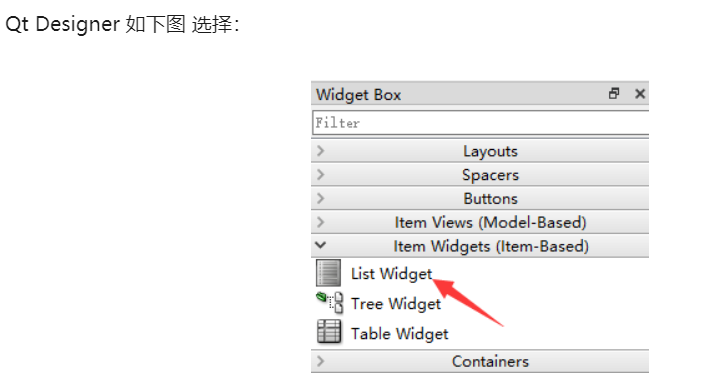 Qt Designer 如下图 选择：
Widget Box
Filter
Layouts
Spacers
Buttons
Item Views (Model-Based)
Item Widgets (Item-Based)
List Widget
Tree Widget
Table Widget
Containers